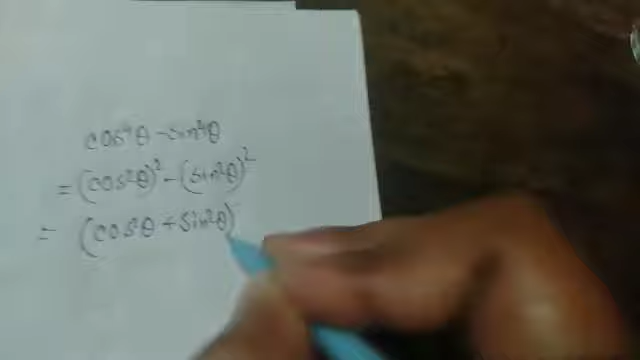 cos⁴θ - sin⁴θ
= (cos²θ)² - (sin²θ)²
= (cos²θ + sin²θ)